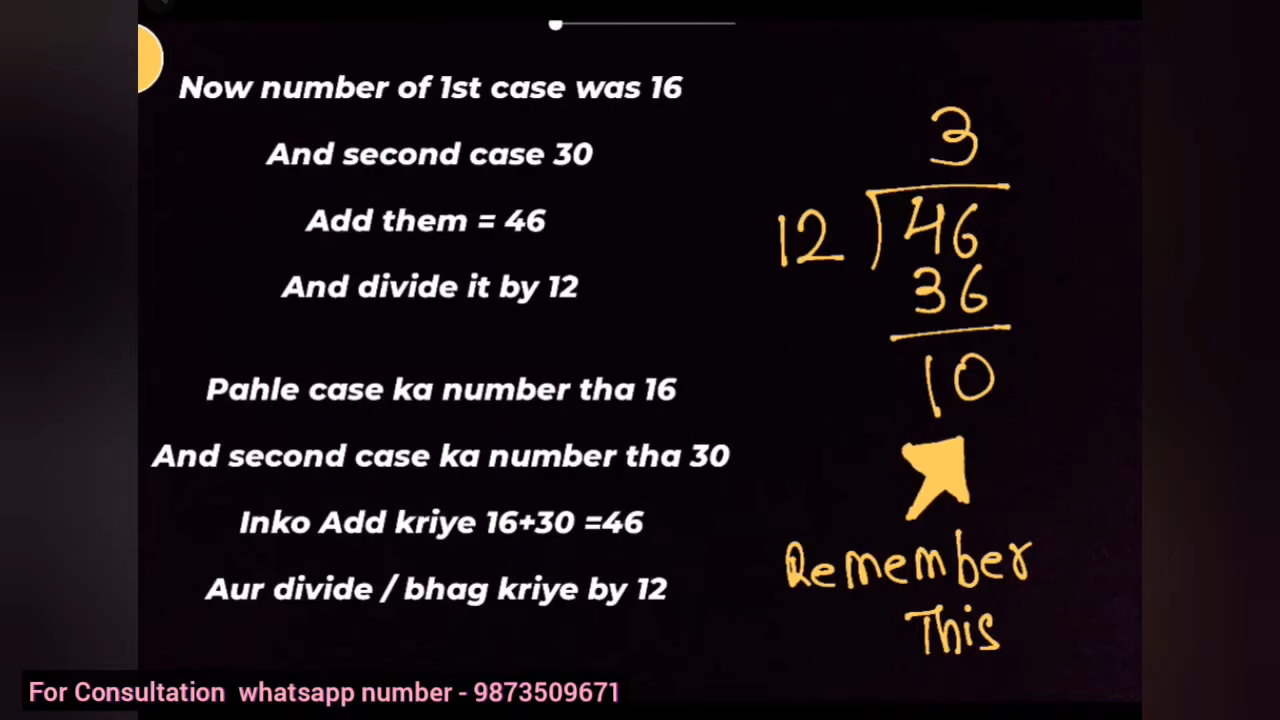 Now number of 1st case was 16
And second case 30
Add them = 46
And divide it by 12
Pahle case ka number tha 16
And second case ka number tha 30
Inko Add kriye 16+30 =46
Aur divide / bhag kriye by 12
3
12 ) 46
36
10
Remember
This
For Consultation whatsapp number - 9873509671